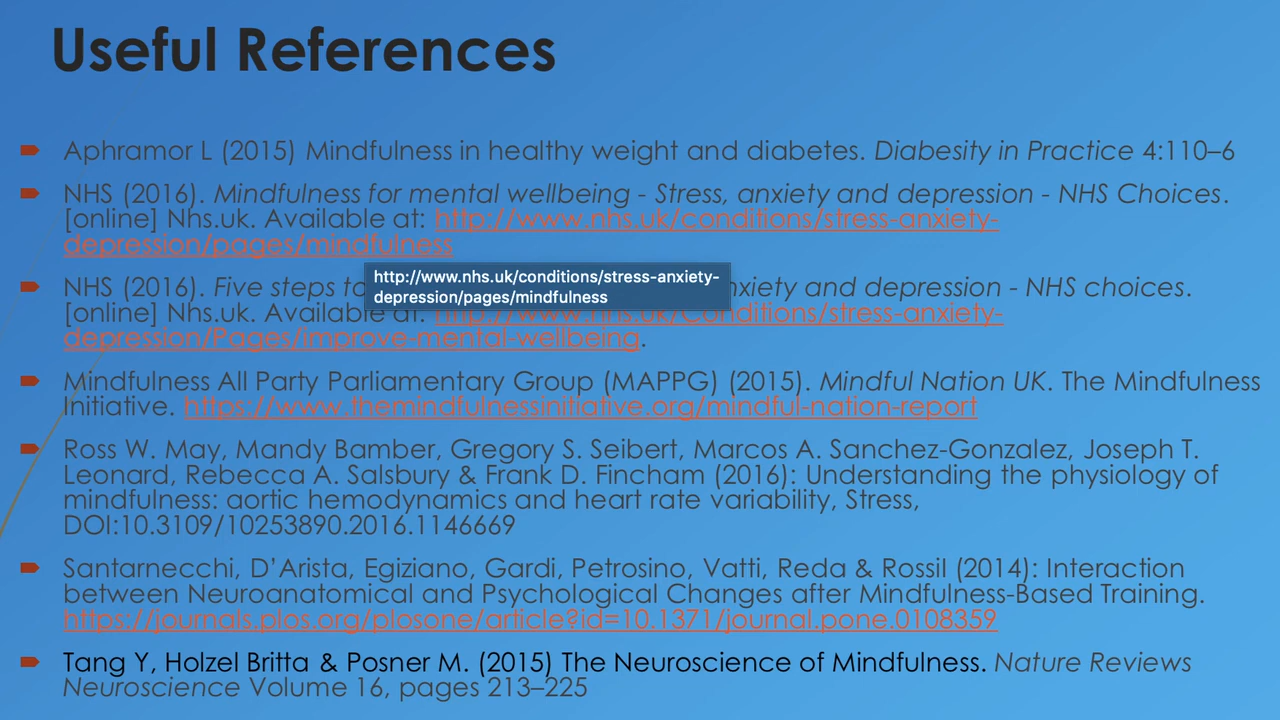 Useful References
Aphramor L (2015) Mindfulness in healthy weight and diabetes. Diabesity in Practice 4:110–6
NHS (2016). Mindfulness for mental wellbeing - Stress, anxiety and depression - NHS Choices.
[online] Nhs.uk. Available at: http://www.nhs.uk/conditions/stress-anxiety-
depression/pages/mindfulness
http://www.nhs.uk/conditions/stress-anxiety-
depression/pages/mindfulness
NHS (2016). Five steps to anxiety and depression - NHS choices.
[online] Nhs.uk. Available at: http://www.nhs.uk/Conditions/stress-anxiety-
depression/Pages/improve-mental-wellbeing.
Mindfulness All Party Parliamentary Group (MAPPG) (2015). Mindful Nation UK. The Mindfulness
Initiative. https://www.themindfulnessinitiative.org/mindful-nation-report
Ross W. May, Mandy Bamber, Gregory S. Seibert, Marcos A. Sanchez-Gonzalez, Joseph T.
Leonard, Rebecca A. Salsbury & Frank D. Fincham (2016): Understanding the physiology of
mindfulness: aortic hemodynamics and heart rate variability, Stress,
DOI:10.3109/10253890.2016.1146669
Santarnecchi, D’Arista, Egiziano, Gardi, Petrosino, Vatti, Reda & RossiI (2014): Interaction
between Neuroanatomical and Psychological Changes after Mindfulness-Based Training.
https://journals.plos.org/plosone/article?id=10.1371/journal.pone.0108359
Tang Y, Holzel Britta & Posner M. (2015) The Neuroscience of Mindfulness. Nature Reviews
Neuroscience Volume 16, pages 213–225